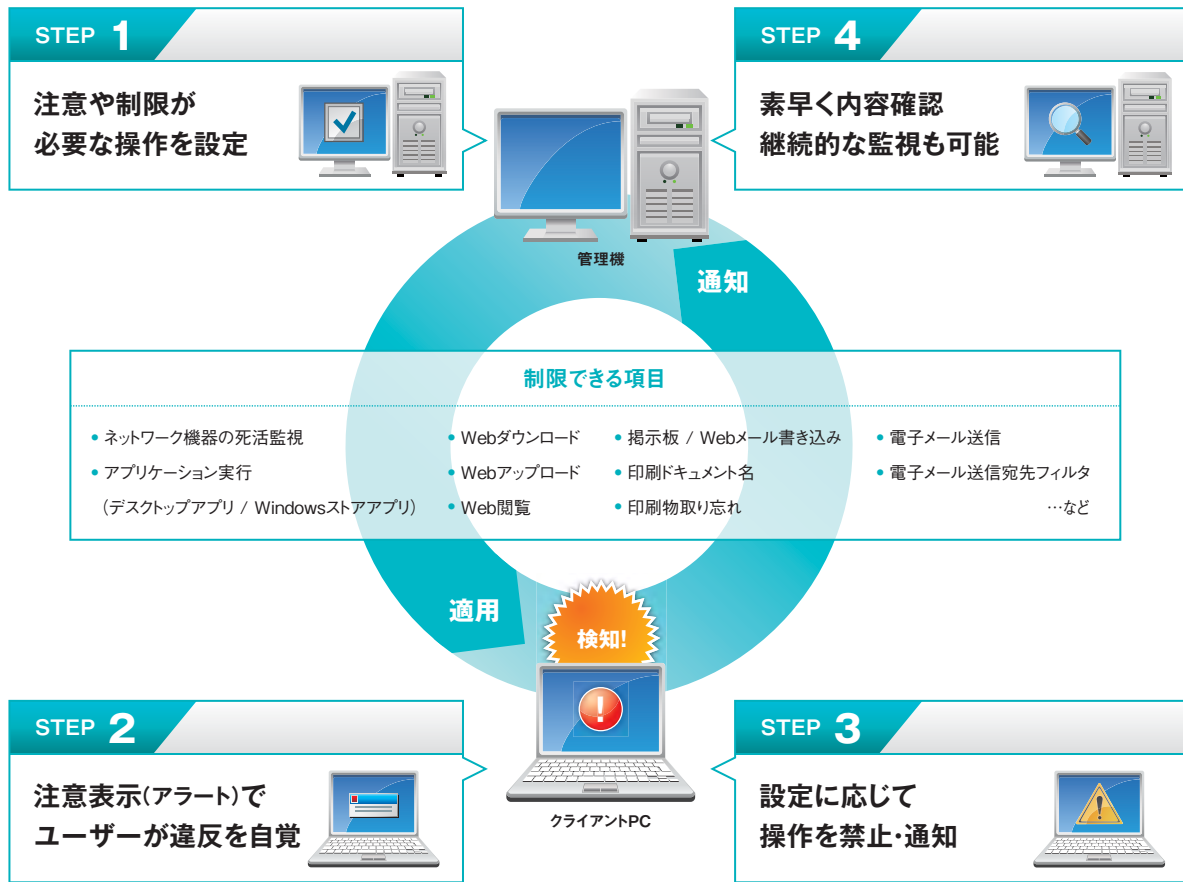 STEP 1
注意や制限が
必要な操作を設定
STEP 4
素早く内容確認
継続的な監視も可能
管理機
通知
制限できる項目
• ネットワーク機器の死活監視
• アプリケーション実行
(デスクトップアプリ / Windowsストアアプリ)
• Webダウンロード
• Webアップロード
• Web閲覧
• 掲示板 / Webメール書き込み
• 印刷ドキュメント名
• 印刷物取り忘れ
• 電子メール送信
• 電子メール送信宛先フィルタ
…など
適用
検知!
STEP 2
注意表示(アラート)で
ユーザーが違反を自覚
クライアントPC
STEP 3
設定に応じて
操作を禁止・通知